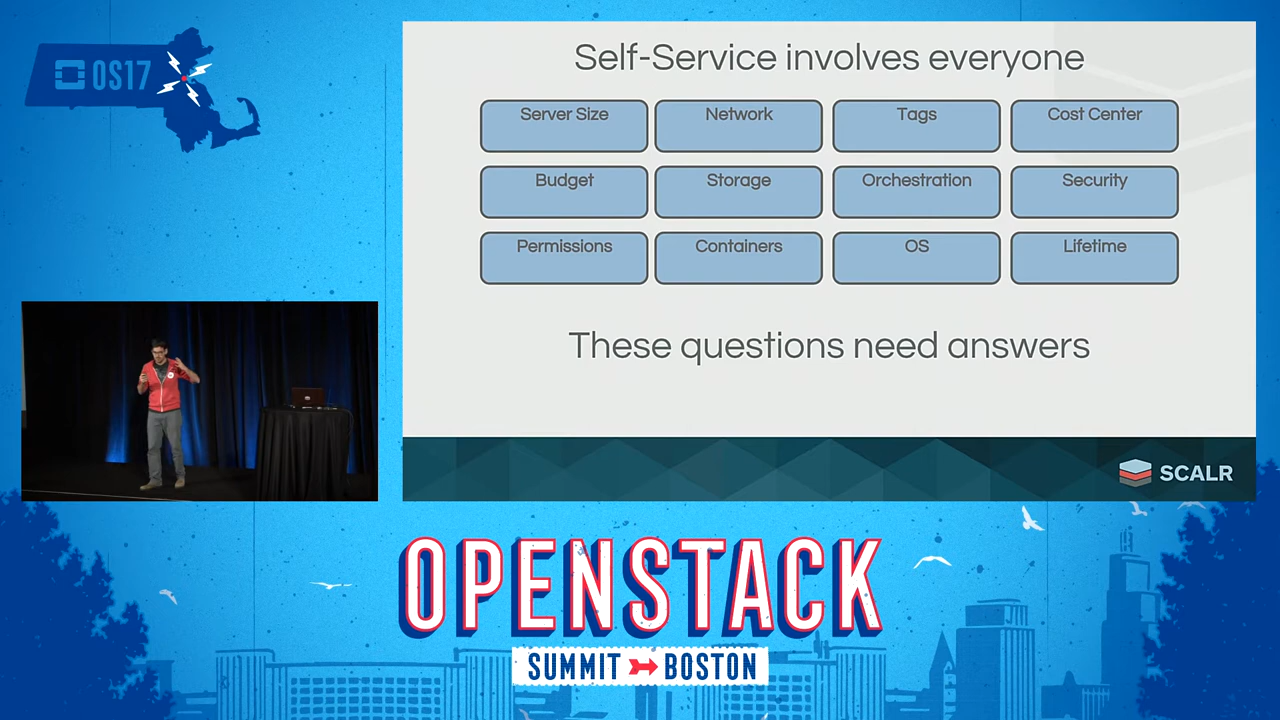 OS17
Self-Service involves everyone
Server Size
Network
Tags
Cost Center
Budget
Storage
Orchestration
Security
Permissions
Containers
OS
Lifetime
These questions need answers
SCALR
OPENSTACK
SUMMIT BOSTON